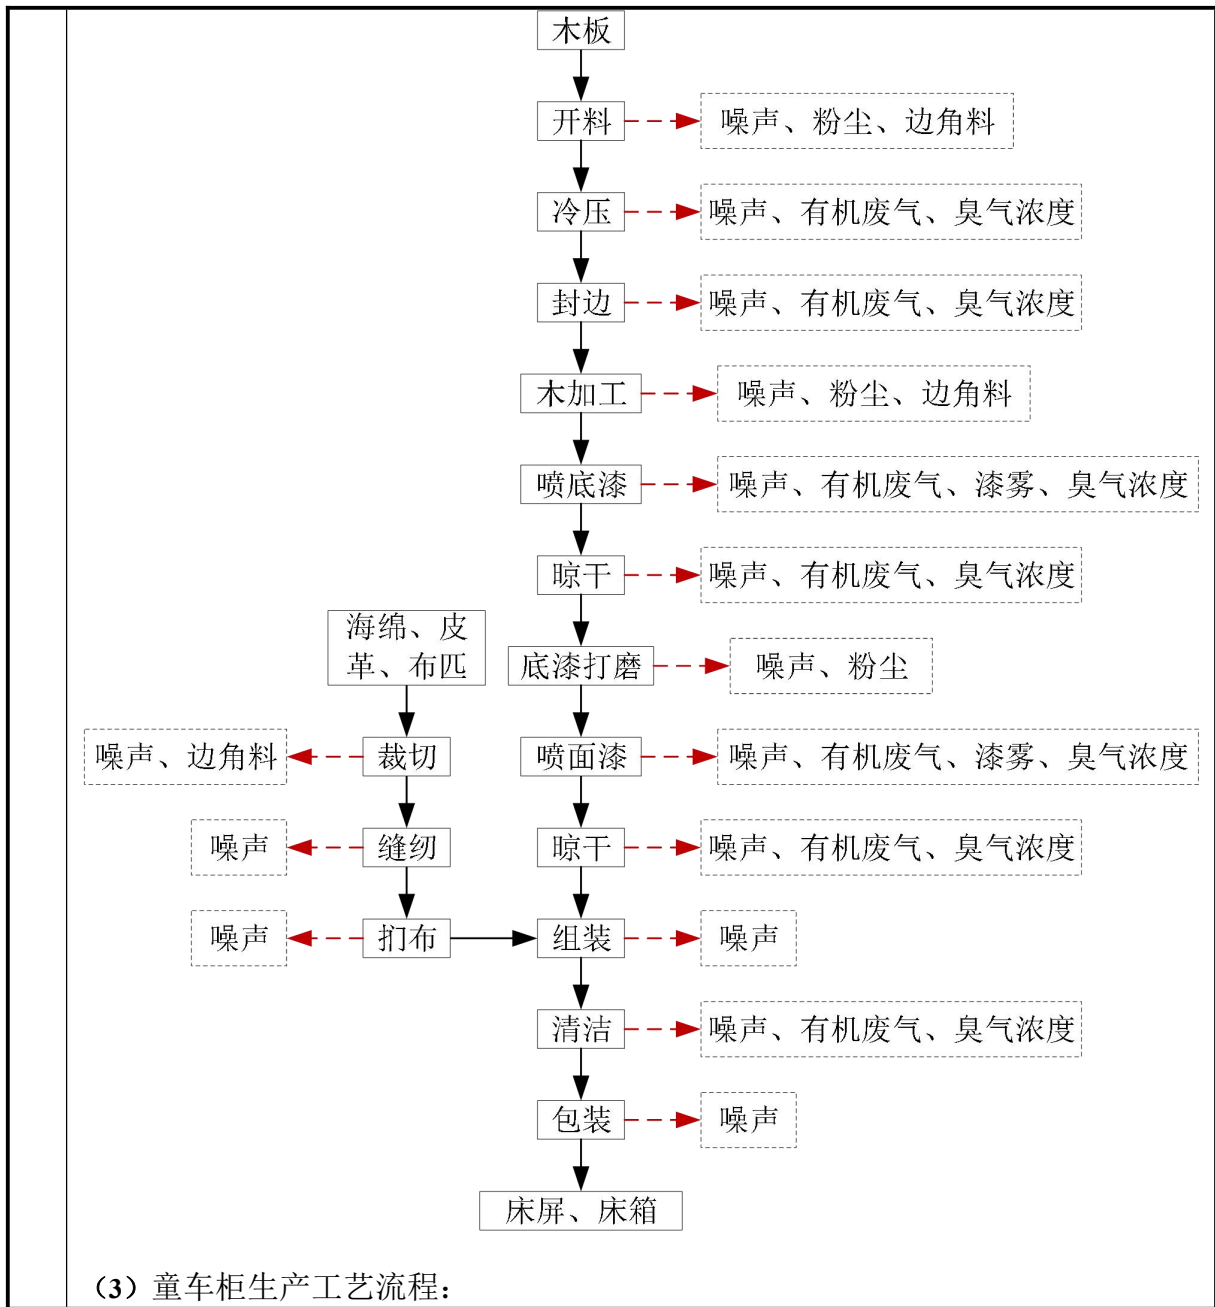 木板
开料
噪声、粉尘、边角料
冷压
噪声、有机废气、臭气浓度
封边
噪声、有机废气、臭气浓度
木加工
噪声、粉尘、边角料
喷底漆
噪声、有机废气、漆雾、臭气浓度
晾干
噪声、有机废气、臭气浓度
海绵、皮
革、布匹
底漆打磨
噪声、粉尘
噪声、边角料
裁切
喷面漆
噪声、有机废气、漆雾、臭气浓度
噪声
缝纫
晾干
噪声、有机废气、臭气浓度
噪声
扪布
组装
噪声
清洁
噪声、有机废气、臭气浓度
包装
噪声
床屏、床箱
（3）童车柜生产工艺流程：